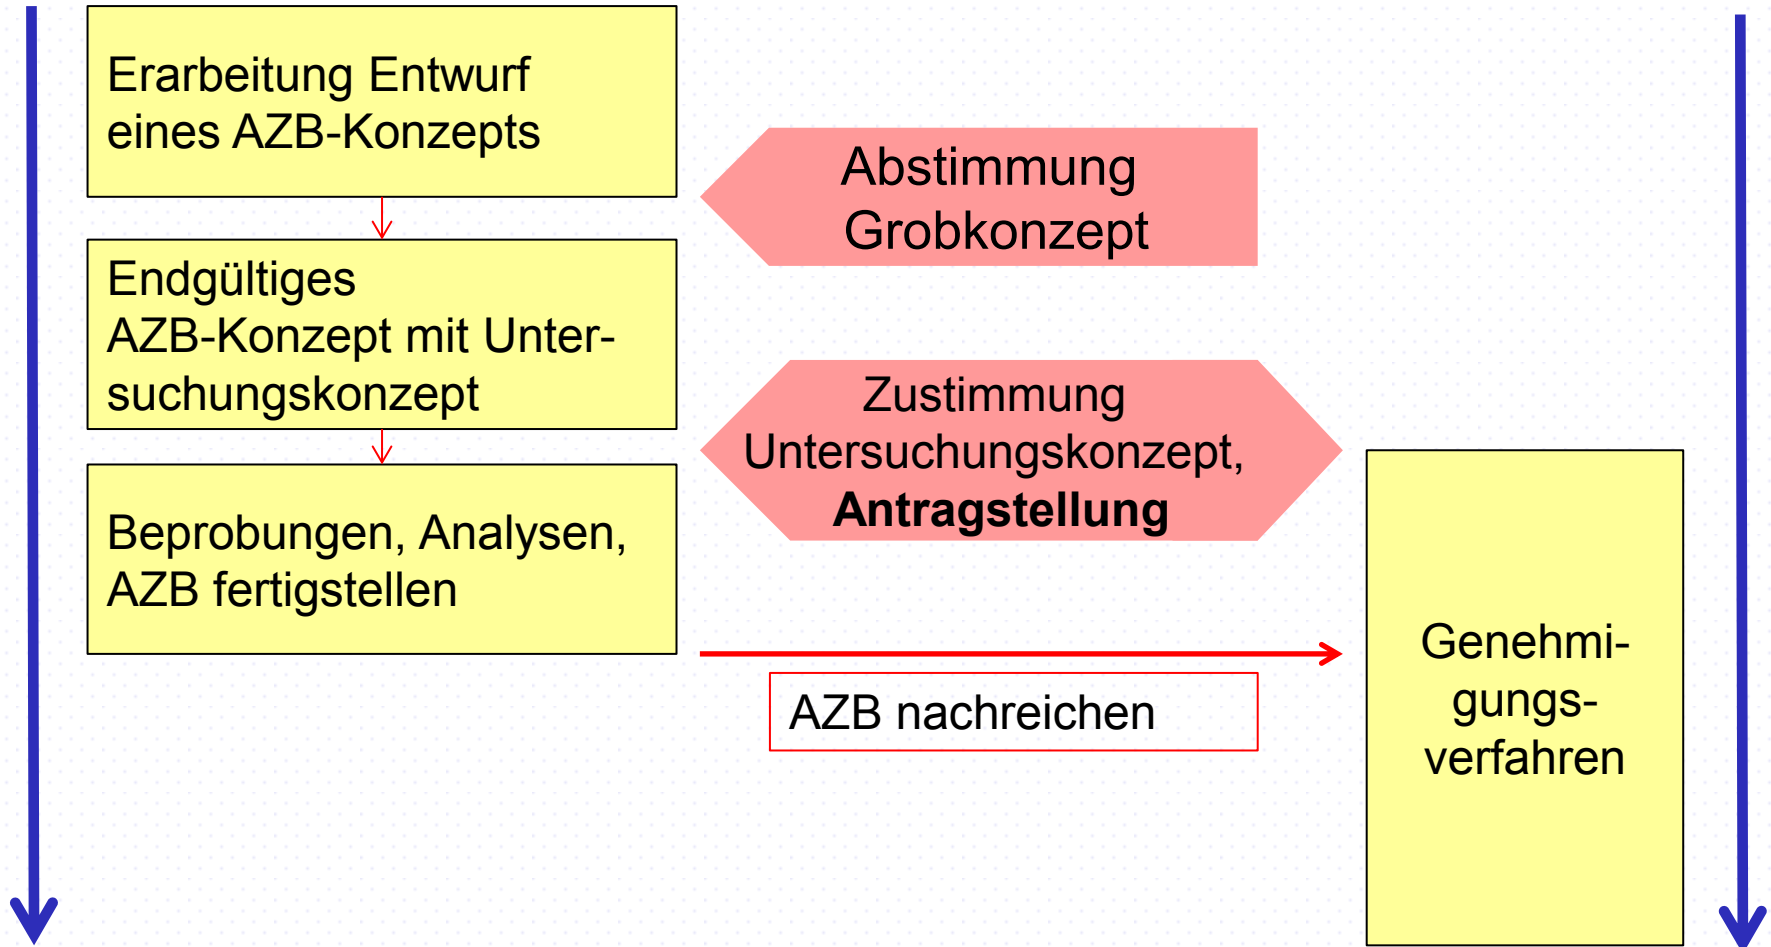 Erarbeitung Entwurf
eines AZB-Konzepts
Abstimmung
Grobkonzept
Endgültiges
AZB-Konzept mit Unter-
suchungskonzept
Zustimmung
Untersuchungskonzept,
Antragstellung
Beprobungen, Analysen,
AZB fertigstellen
AZB nachreichen
Genehmi-
gungs-
verfahren